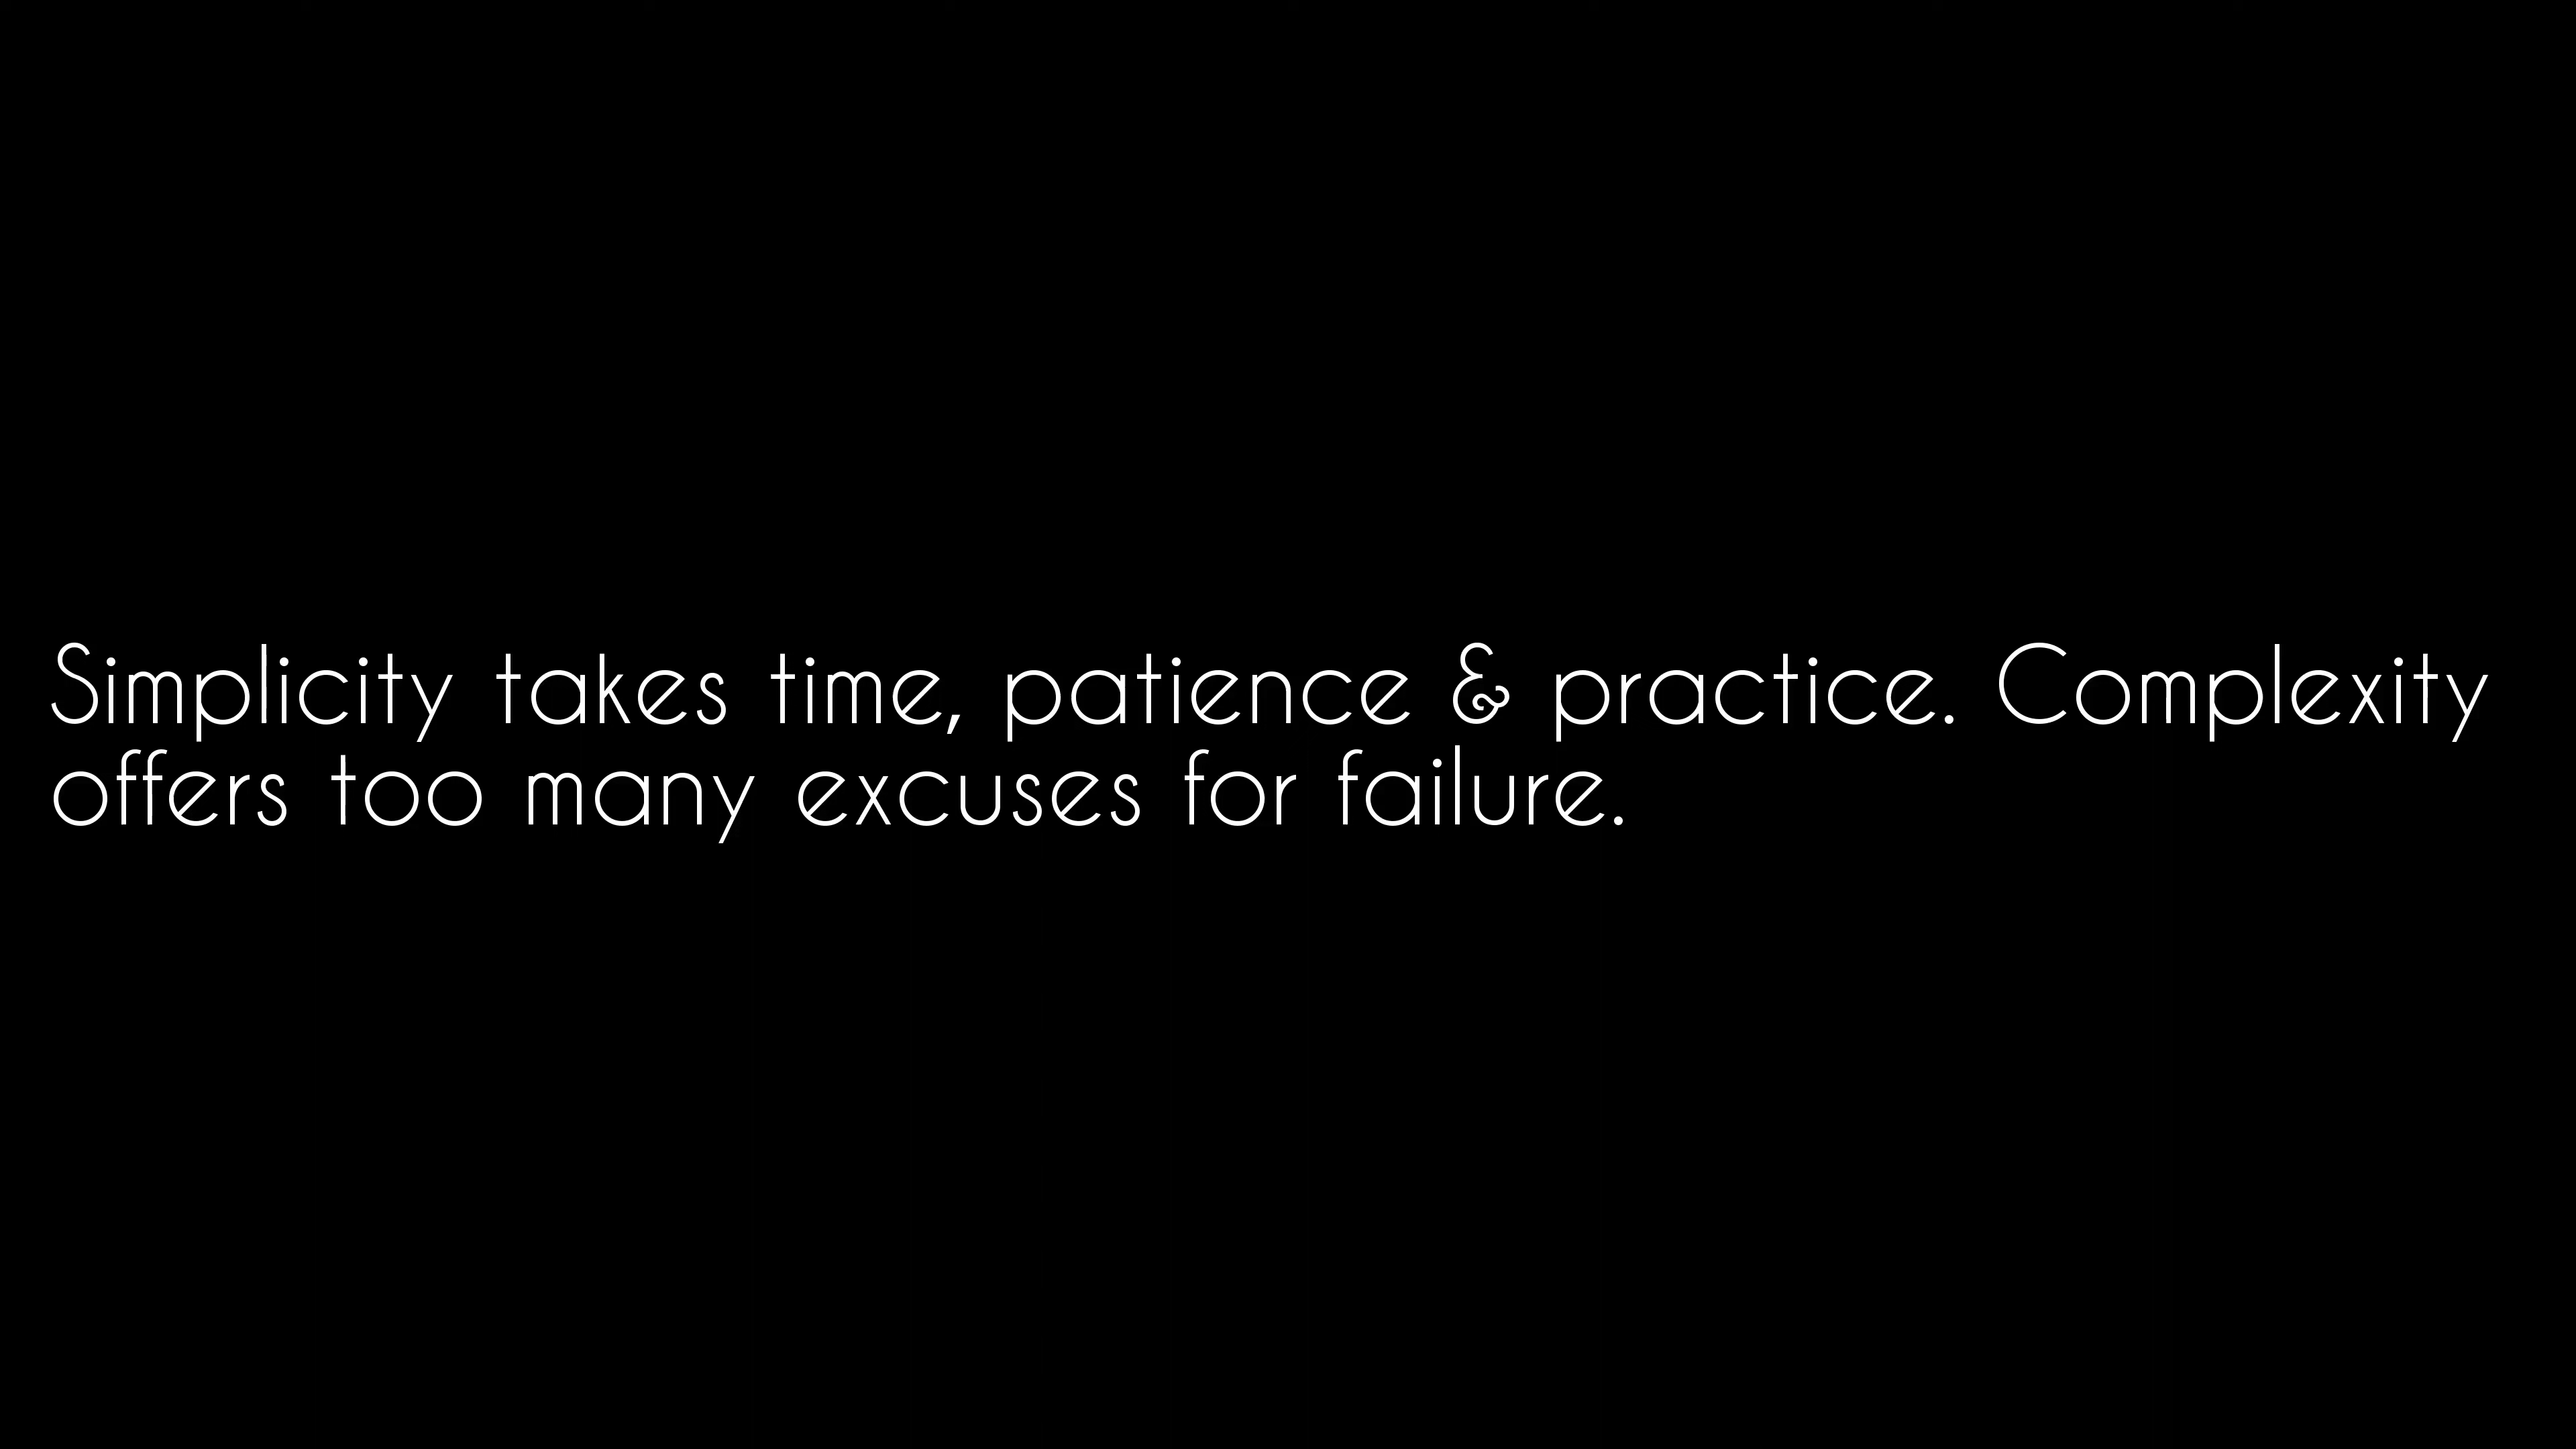 Simplicity takes time, patience & practice. Complexity
offers too many excuses for failure.